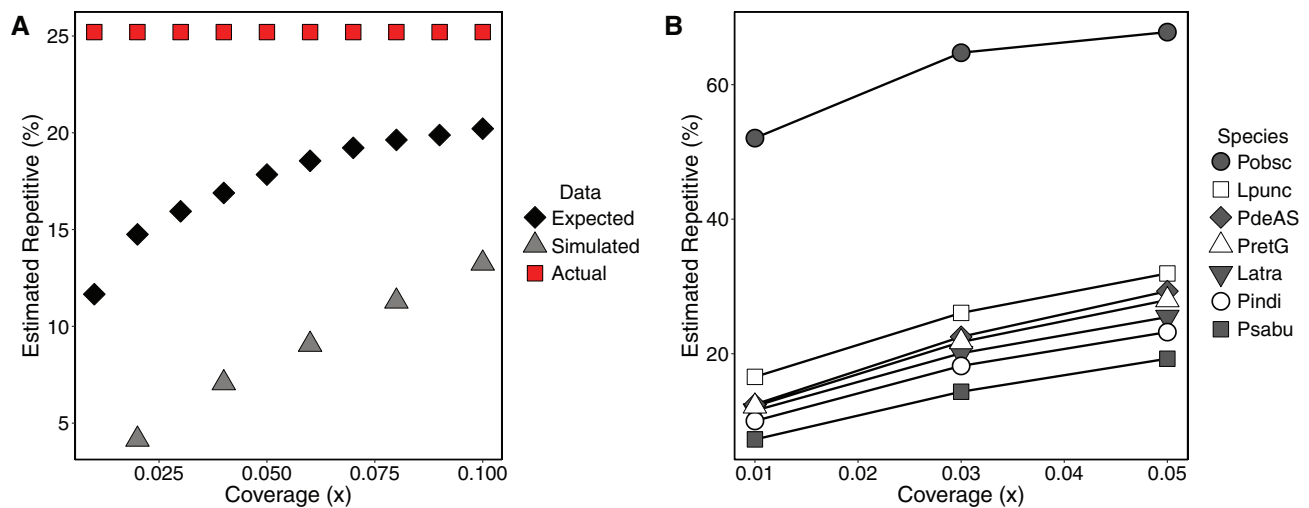 A
Estimated Repetitive (%)
25
20
15
10
5
0.025
0.050
0.075
0.100
Coverage (x)
Data
Expected
Simulated
Actual
B
Estimated Repetitive (%)
60
40
20
0.01
0.02
0.03
0.04
0.05
Coverage (x)
Species
Pobsc
Lpunc
PdeAS
PretG
Latra
Pindi
Psabu